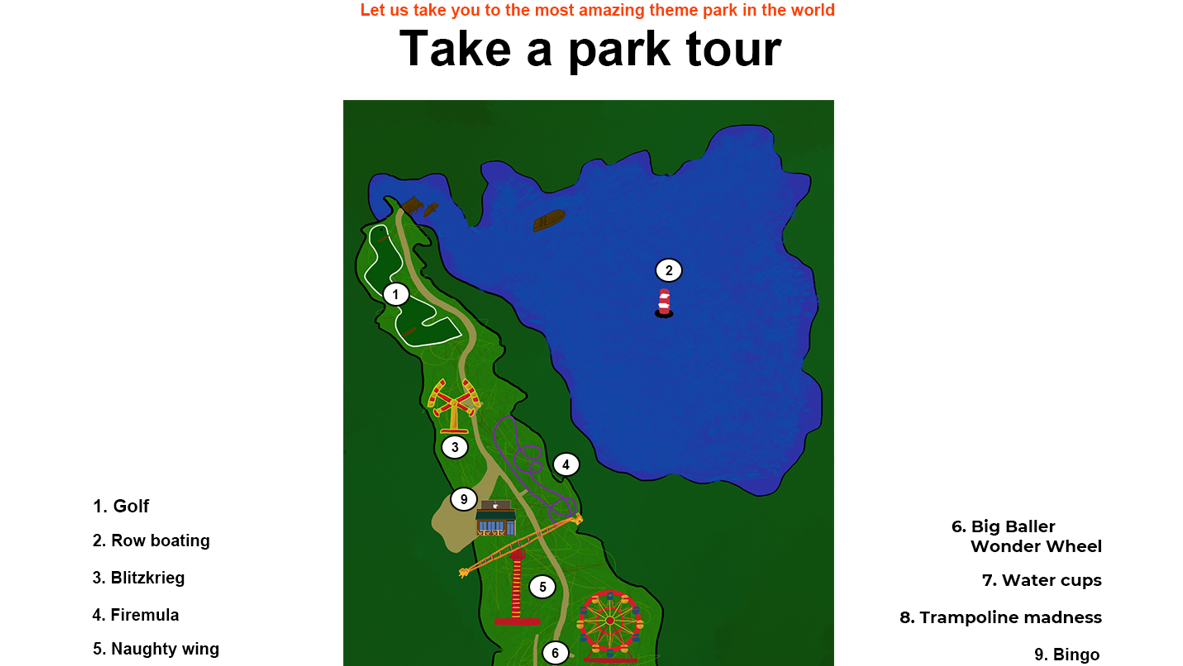 Let us take you to the most amazing theme park in the world
Take a park tour
2
1
3
4
9
5
6
1. Golf
2. Row boating
3. Blitzkrieg
4. Firemula
5. Naughty wing
6. Big Baller
Wonder Wheel
7. Water cups
8. Trampoline madness
9. Bingo